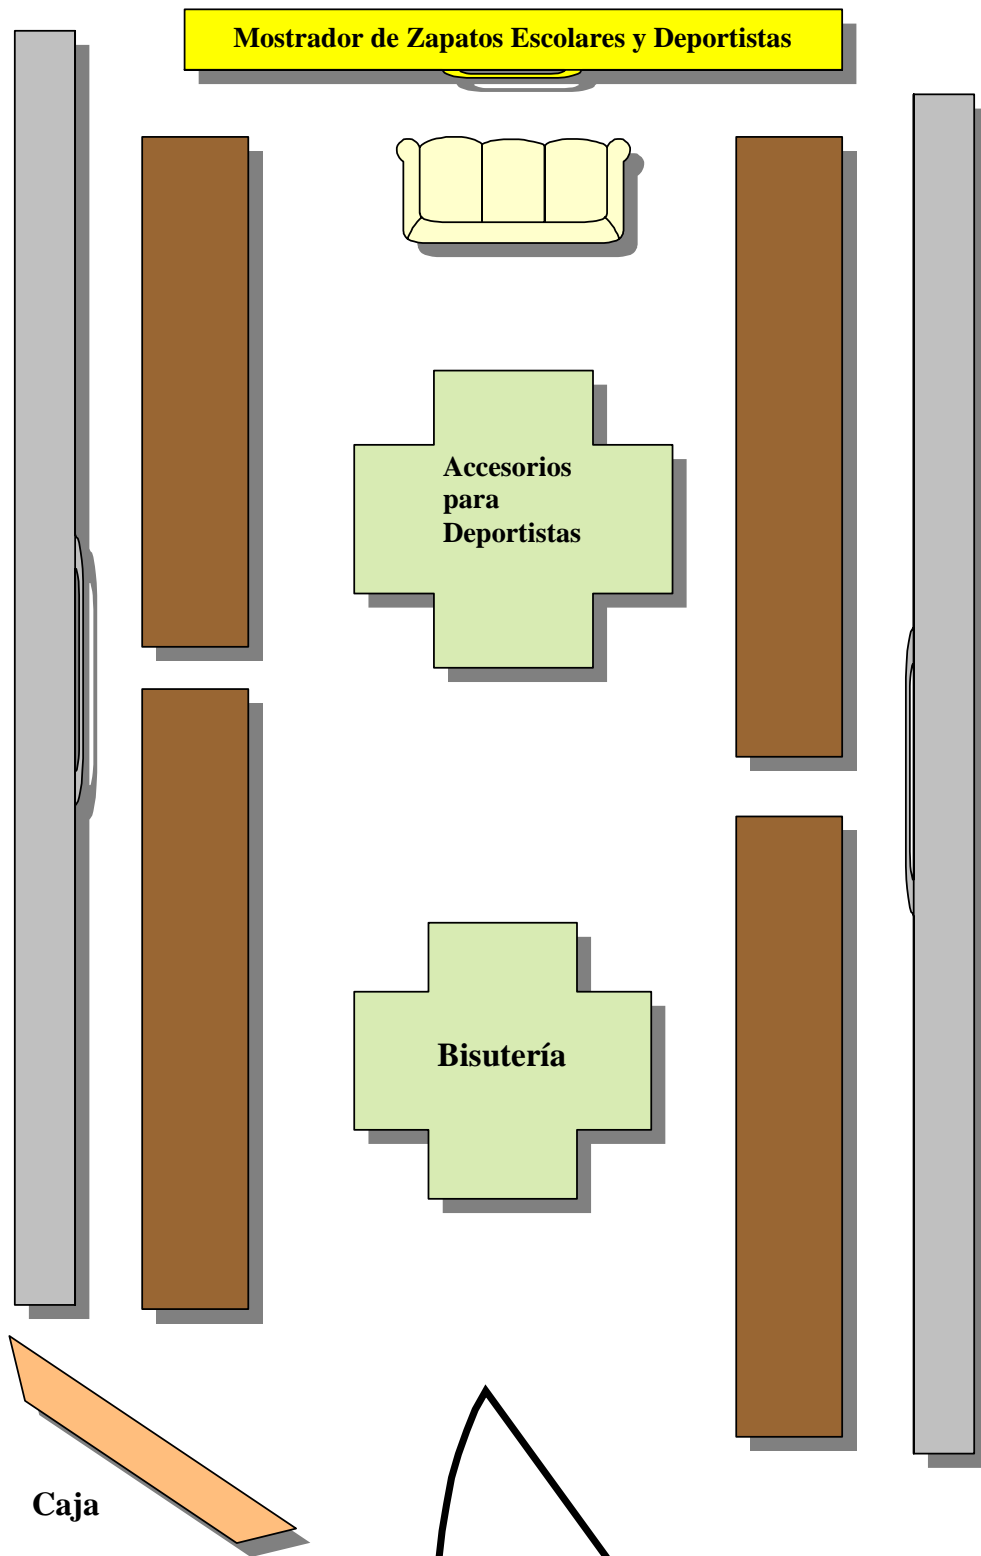 Mostrador de Zapatos Escolares y Deportistas
Accesorios
para
Deportistas
Bisutería
Caja